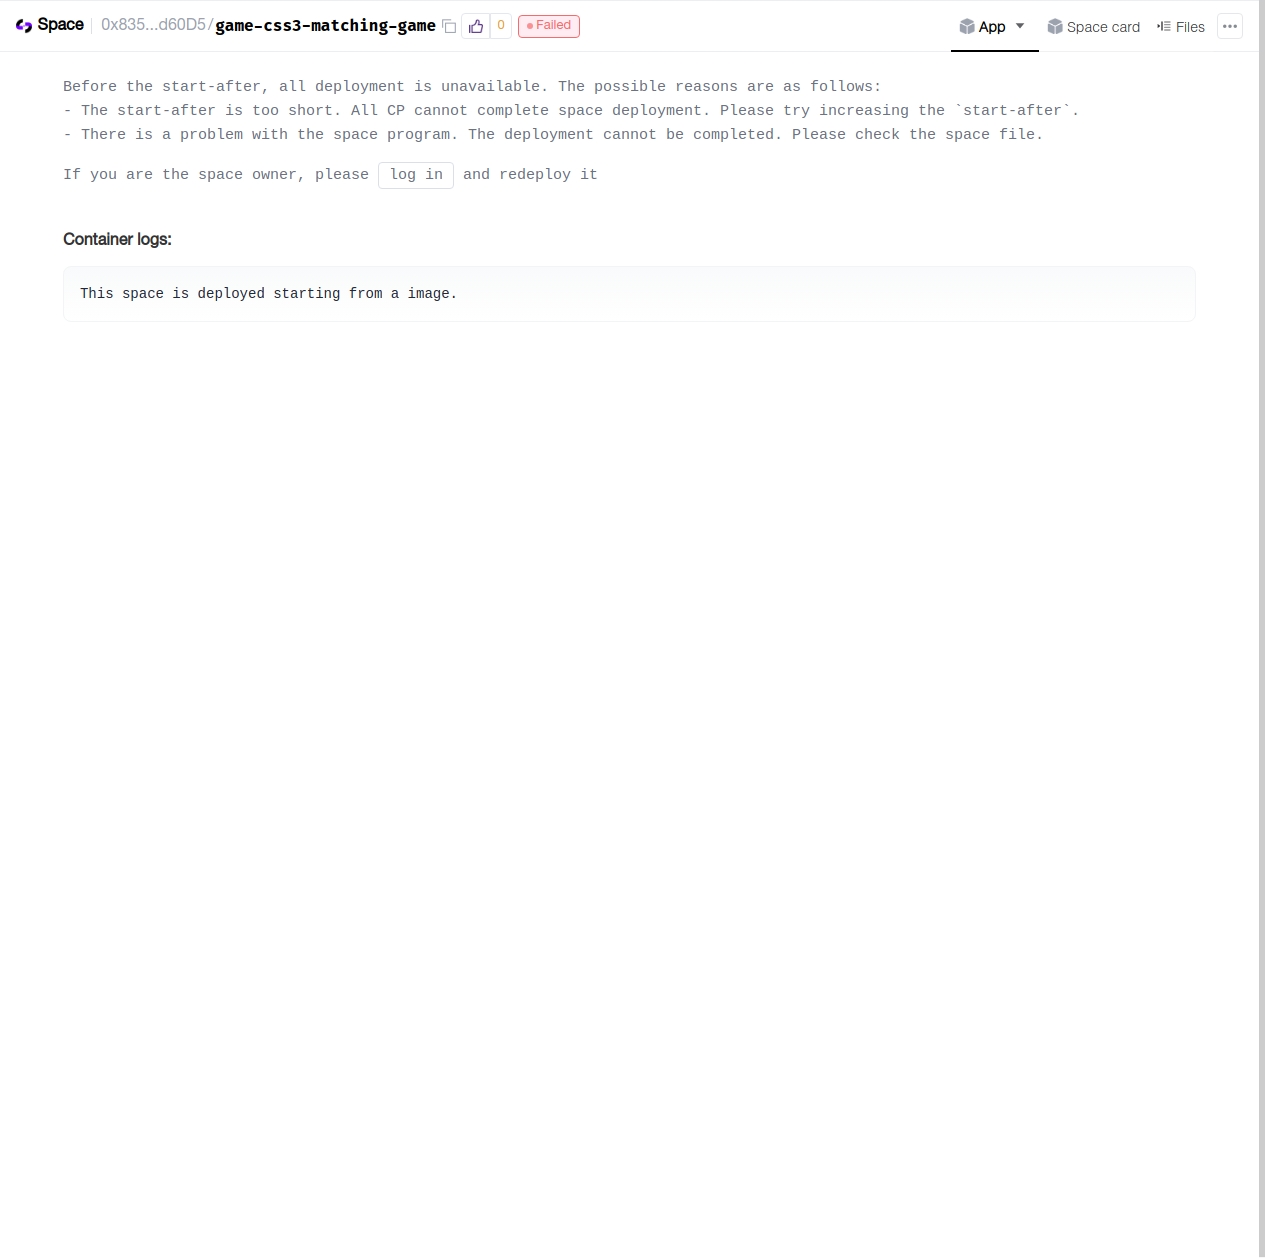 Space 0x835...d60D5/game-css3-matching-game 0 Failed App Space card Files
Before the start-after, all deployment is unavailable. The possible reasons are as follows:
- The start-after is too short. All CP cannot complete space deployment. Please try increasing the `start-after`.
- There is a problem with the space program. The deployment cannot be completed. Please check the space file.
If you are the space owner, please log in and redeploy it
Container logs:
This space is deployed starting from a image.